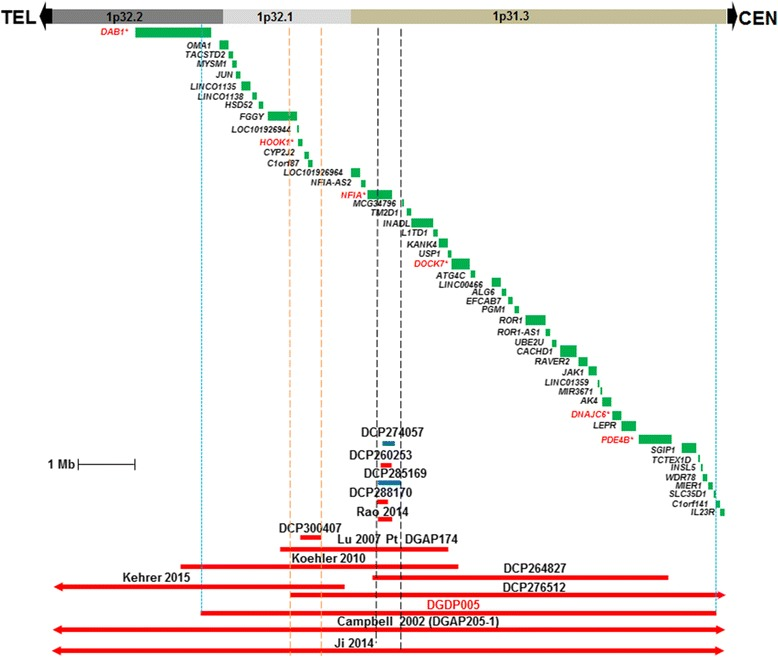 TEL 1p32.2 1p32.1 1p31.3 CEN
DAB1*
OMA1
TACSTD2
MYSM1
JUN
LINC01135
LINC01138
HSD52
FGGY
LOC101926944
HOOK1*
CYP2J2
C1orf87
LOC101926964
NFIA-AS2
NFIA*
MCG34796
TM2D1
INADL
L1TD1
KANK4
USP1
DOCK7*
ATG4C
LINC00466
ALG6
EFCAB7
PGM1
ROR1
ROR1-AS1
UBE2U
CACHD1
RAVER2
JAK1
LINC01359
MIR3671
AK4
DNAJC6*
LEPR
PDE4B*
SGIP1
TCTEX1D
INSL5
WDR78
MIER1
SLC35D1
C1orf141
IL23R
1 Mb
DCP274057
DCP260253
DCP285169
DCP288170
Rao 2014
DCP300407
Lu 2007 Pt DGAP174
Koehler 2010
DCP264827
Kehrer 2015
DCP276512
DGDP005
Campbell 2002 (DGAP205-1)
Ji 2014